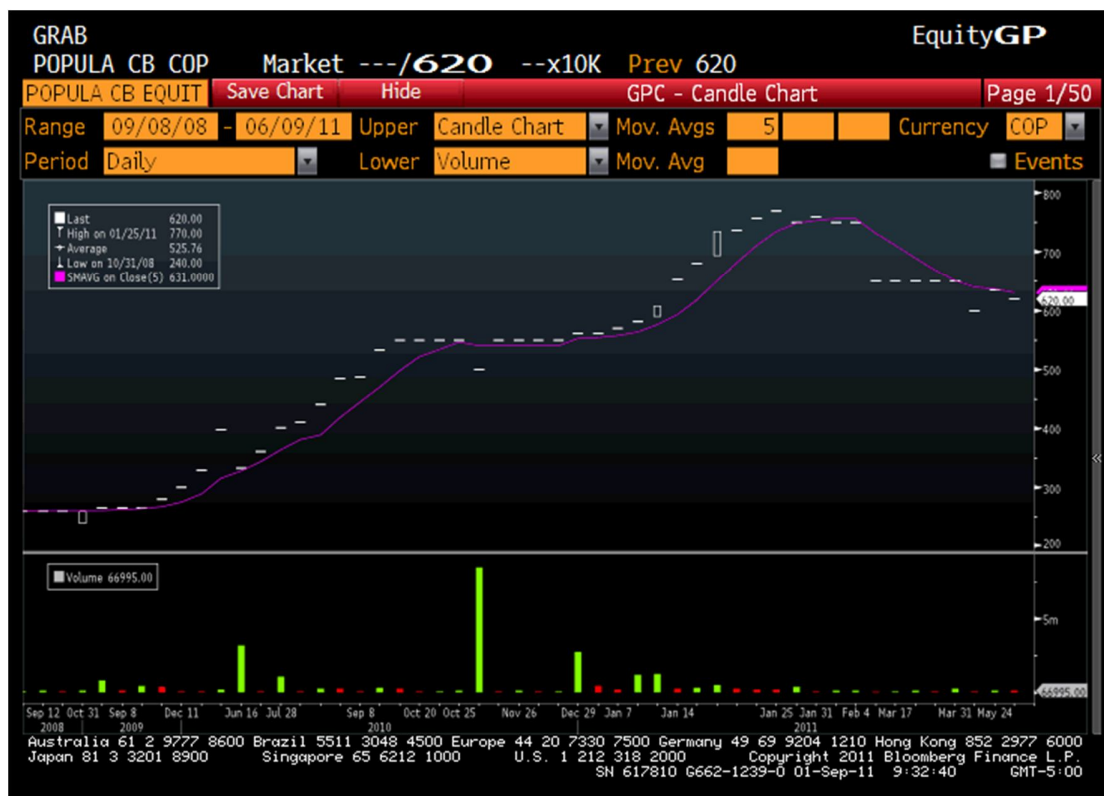 GRAB EquityGP
POPULA CB COP Market ---/620 --x10K Prev 620
POPULA CB EQUIT Save Chart Hide GPC - Candle Chart Page 1/50
Range 09/08/08 - 06/09/11 Upper Candle Chart Mov. Avgs 5 Currency COP
Period Daily Lower Volume Mov. Avg Events
Last 620.00
High on 01/25/11 770.00
Average 525.76
Low on 10/31/08 240.00
SMAVG on Close(5) 631.0000
800
700
620.00
600
500
400
300
200
Volume 66995.00
5m
66995.00
Sep 12 Oct 31 Sep 8 Dec 11 Jun 16 Jul 28 Sep 8 Oct 20 Oct 25 Nov 26 Dec 29 Jan 7 Jan 14 Jan 25 Jan 31 Feb 4 Mar 17 Mar 31 May 24
2008 2009 2010 2011
Australia 61 2 9777 8600 Brazil 5511 3048 4500 Europe 44 20 7330 7500 Germany 49 69 9204 1210 Hong Kong 852 2977 6000
Japan 81 3 3201 8900 Singapore 65 6212 1000 U.S. 1 212 318 2000 Copyright 2011 Bloomberg Finance L.P.
SN 617810 G662-1239-0 01-Sep-11 9:32:40 GMT-5:00